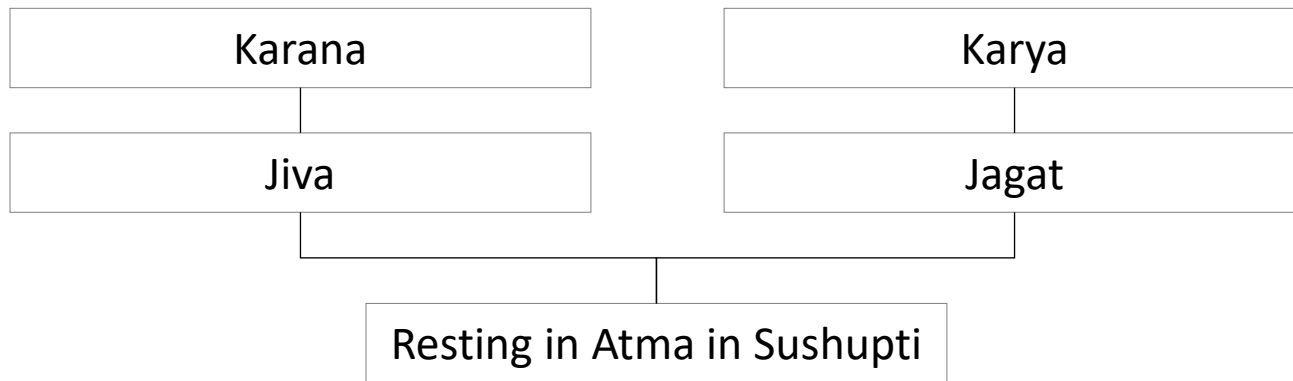 Karana
Karya
Jiva
Jagat
Resting in Atma in Sushupti